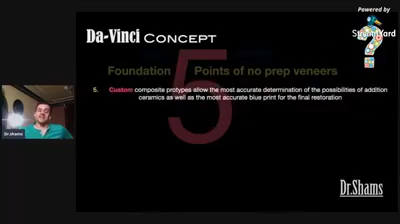 Powered by
StreamYard
Da-Vinci CONCEPT
Foundation Points of no prep veneers
5
5. Custom composite protypes allow the most accurate determination of the possibilities of addition
ceramics as well as the most accurate blue print for the final restoration
Dr.shams
Dr.Shams